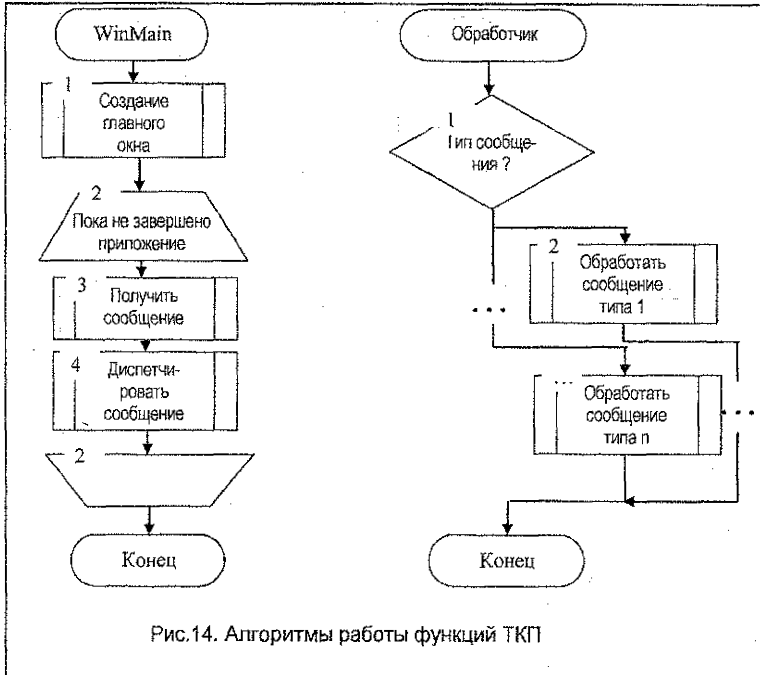 WinMain
1
Создание
главного
окна
2
Пока не завершено
приложение
3
Получить
сообщение
4
Диспетчи-
ровать
сообщение
2
Конец
Обработчик
1
Тип сообще-
ния ?
2
Обработать
сообщение
типа 1
...
...
Обработать
сообщение
типа n
...
Конец
Рис.14. Алгоритмы работы функций ТКП